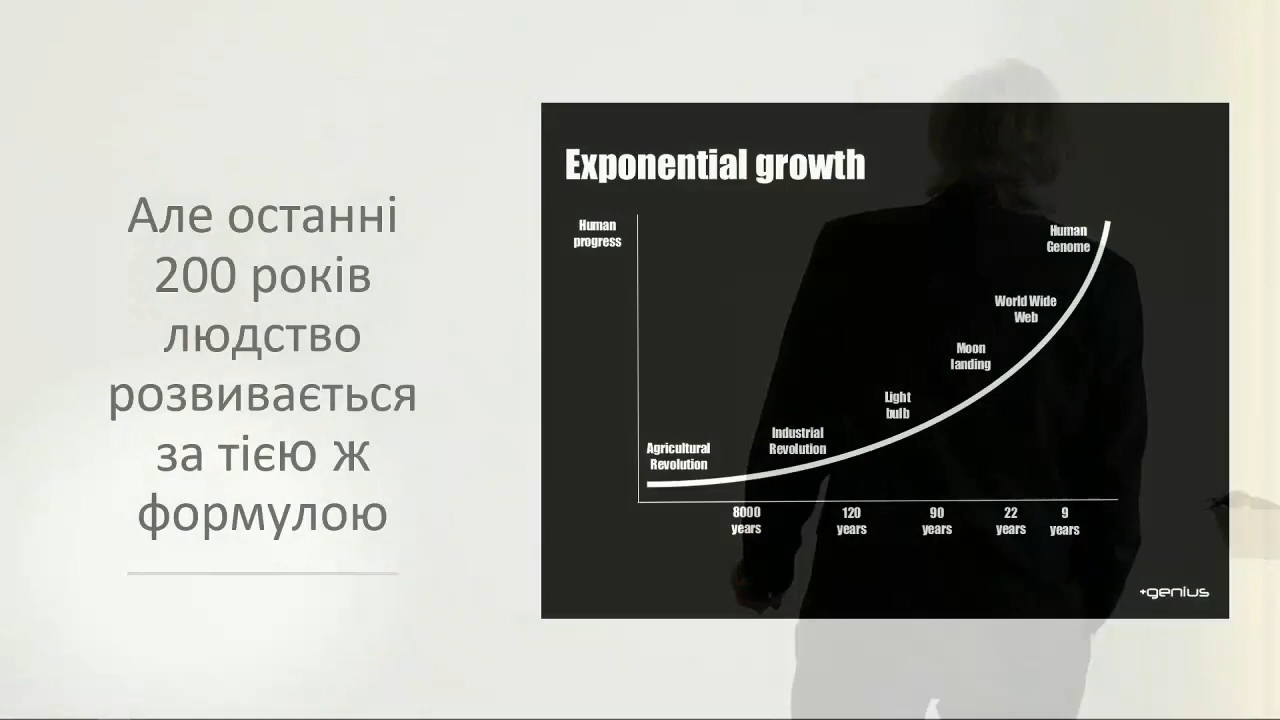 Але останні
200 років
людство
розвивається
за тією ж
формулою
Exponential growth
Human
progress
Human
Genome
World Wide
Web
Moon
landing
Light
bulb
Industrial
Revolution
Agricultural
Revolution
8000
years
120
years
90
years
22
years
9
years
+genius